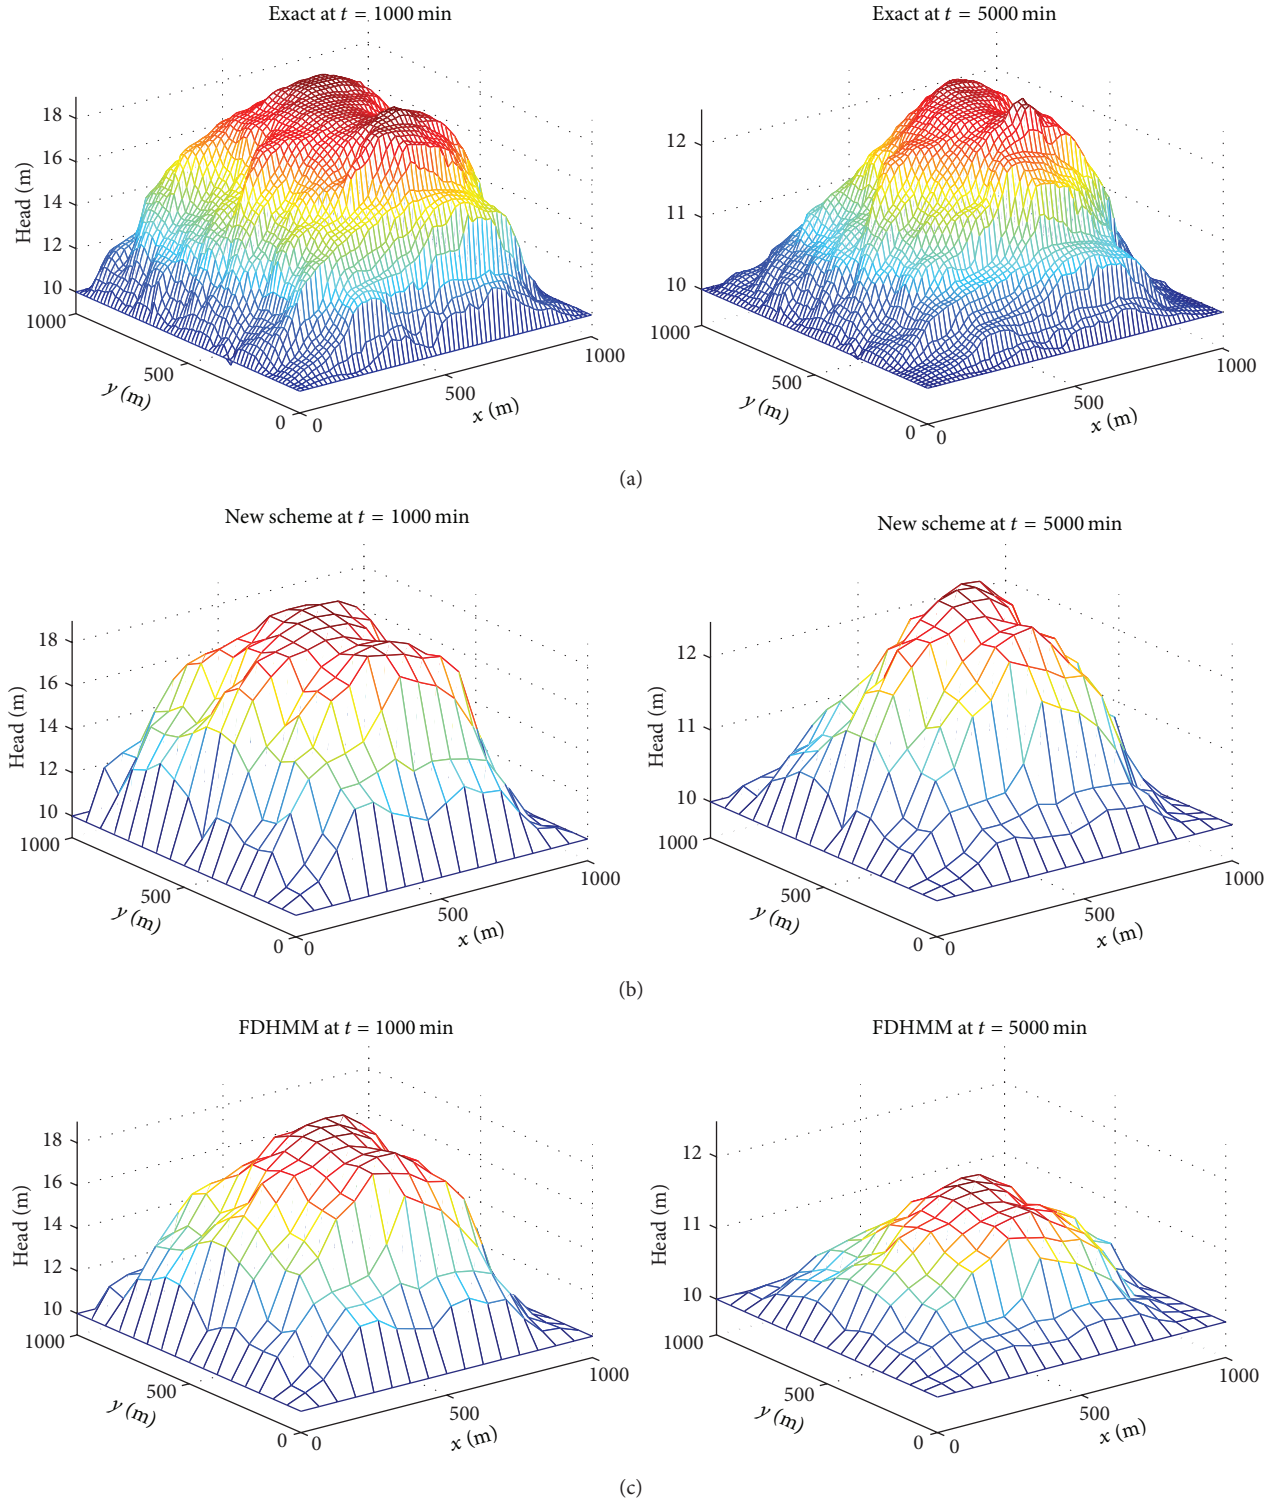 Exact at t = 1000 min
Exact at t = 5000 min
18
16
14
12
10
Head (m)
1000
500
0
y (m)
0
500
1000
x (m)
12
11
10
1000
500
0
y (m)
0
500
1000
x (m)
(a)
New scheme at t = 1000 min
New scheme at t = 5000 min
18
16
14
12
10
Head (m)
1000
500
0
y (m)
0
500
1000
x (m)
12
11
10
Head (m)
1000
500
0
y (m)
0
500
1000
x (m)
(b)
FDHMM at t = 1000 min
FDHMM at t = 5000 min
18
16
14
12
10
Head (m)
1000
500
0
y (m)
0
500
1000
x (m)
12
11
10
Head (m)
1000
500
0
y (m)
0
500
1000
x (m)
(c)